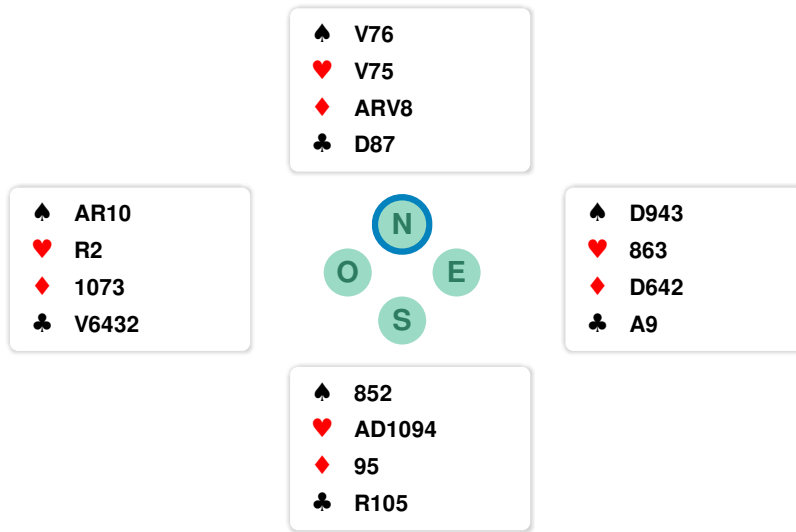 ♠ V76
♥ V75
♦ ARV8
♣ D87
♠ AR10
♥ R2
♦ 1073
♣ V6432
N
O E
S
♠ D943
♥ 863
♦ D642
♣ A9
♠ 852
♥ AD1094
♦ 95
♣ R105